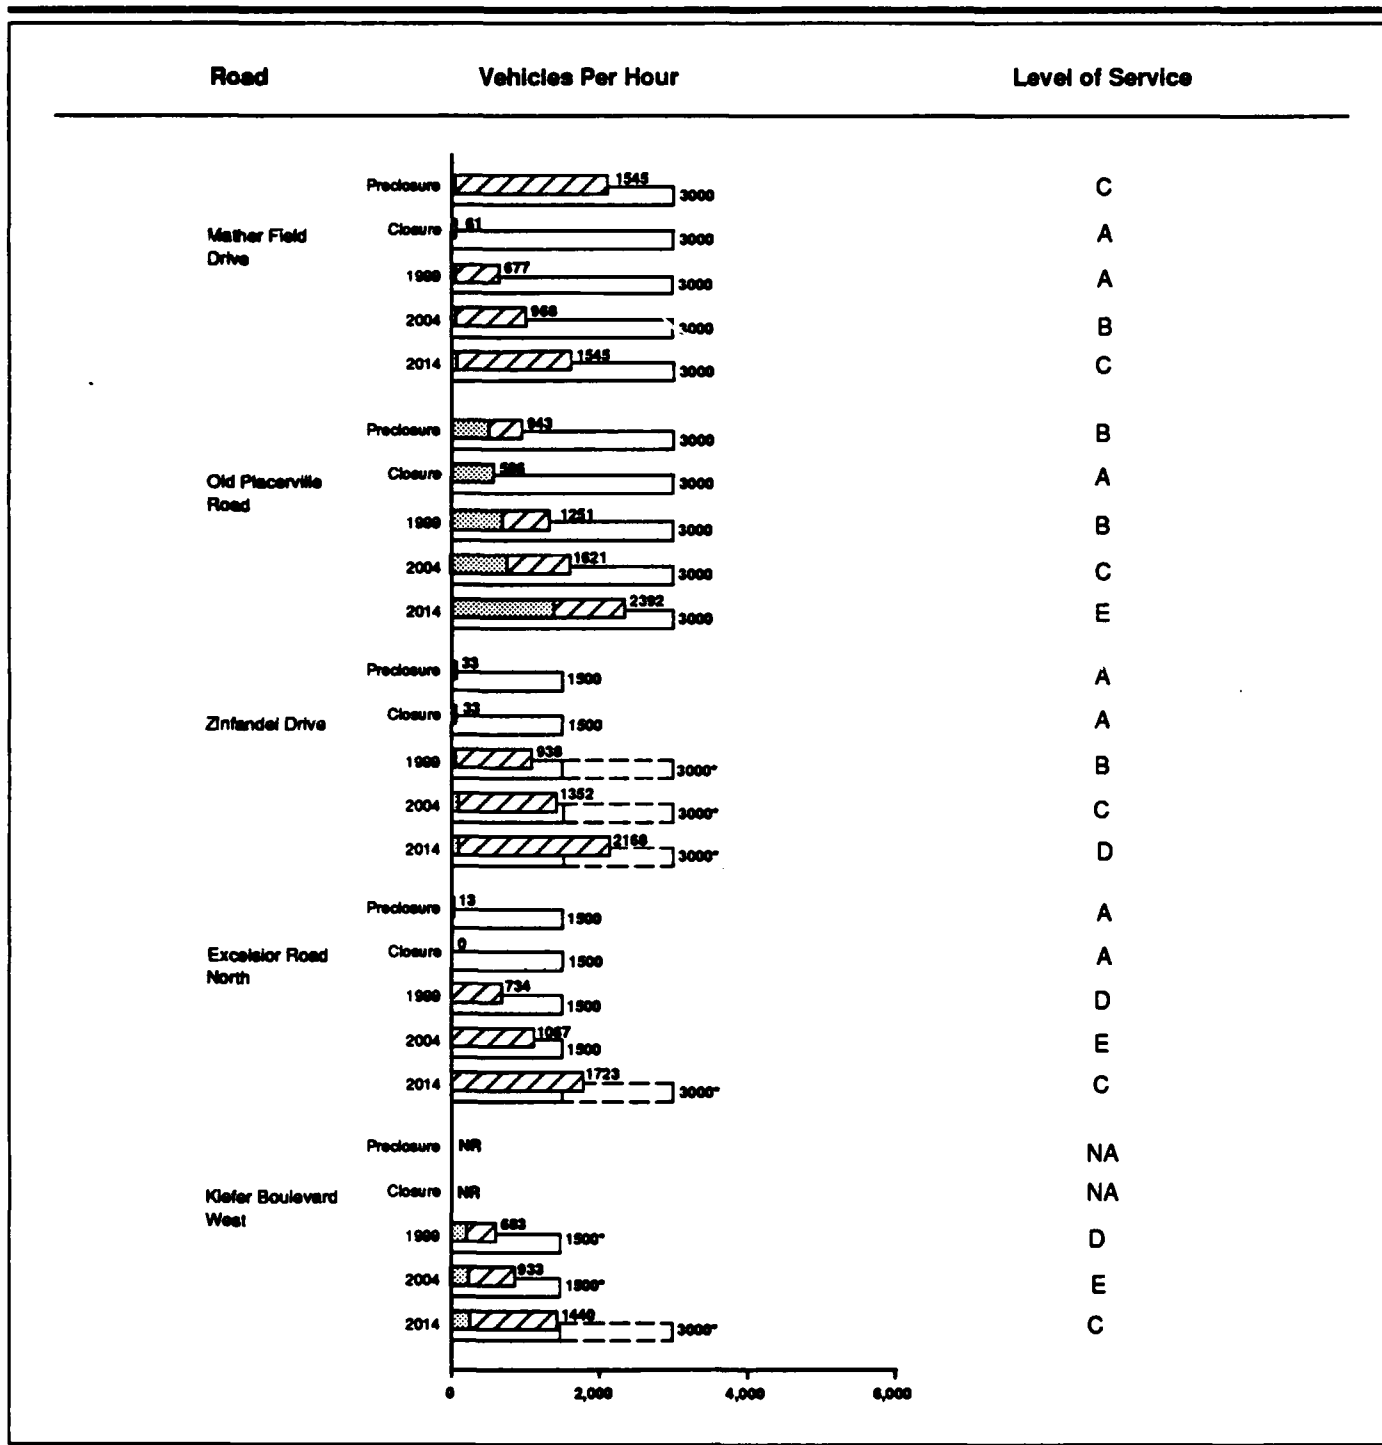 Road Vehicles Per Hour Level of Service
Preclosure 1545 3000 C
Mather Field
Drive
Closure 61 3000 A
1999 677 3000 A
2004 968 3000 B
2014 1545 3000 C
Preclosure 943 3000 B
Old Placerville
Road
Closure 596 3000 A
1999 1251 3000 B
2004 1621 3000 C
2014 2392 3000 E
Preclosure 33 1500 A
Zinfandel Drive
Closure 33 1500 A
1999 938 3000* B
2004 1352 3000* C
2014 2168 3000* D
Preclosure 13 1500 A
Excelsior Road
North
Closure 0 1500 A
1999 734 1500 D
2004 1067 1500 E
2014 1723 3000* C
Preclosure NR NA
Kiefer Boulevard
West
Closure NR NA
1999 683 1500* D
2004 933 1500* E
2014 1440 3000* C
0 2,000 4,000 6,000